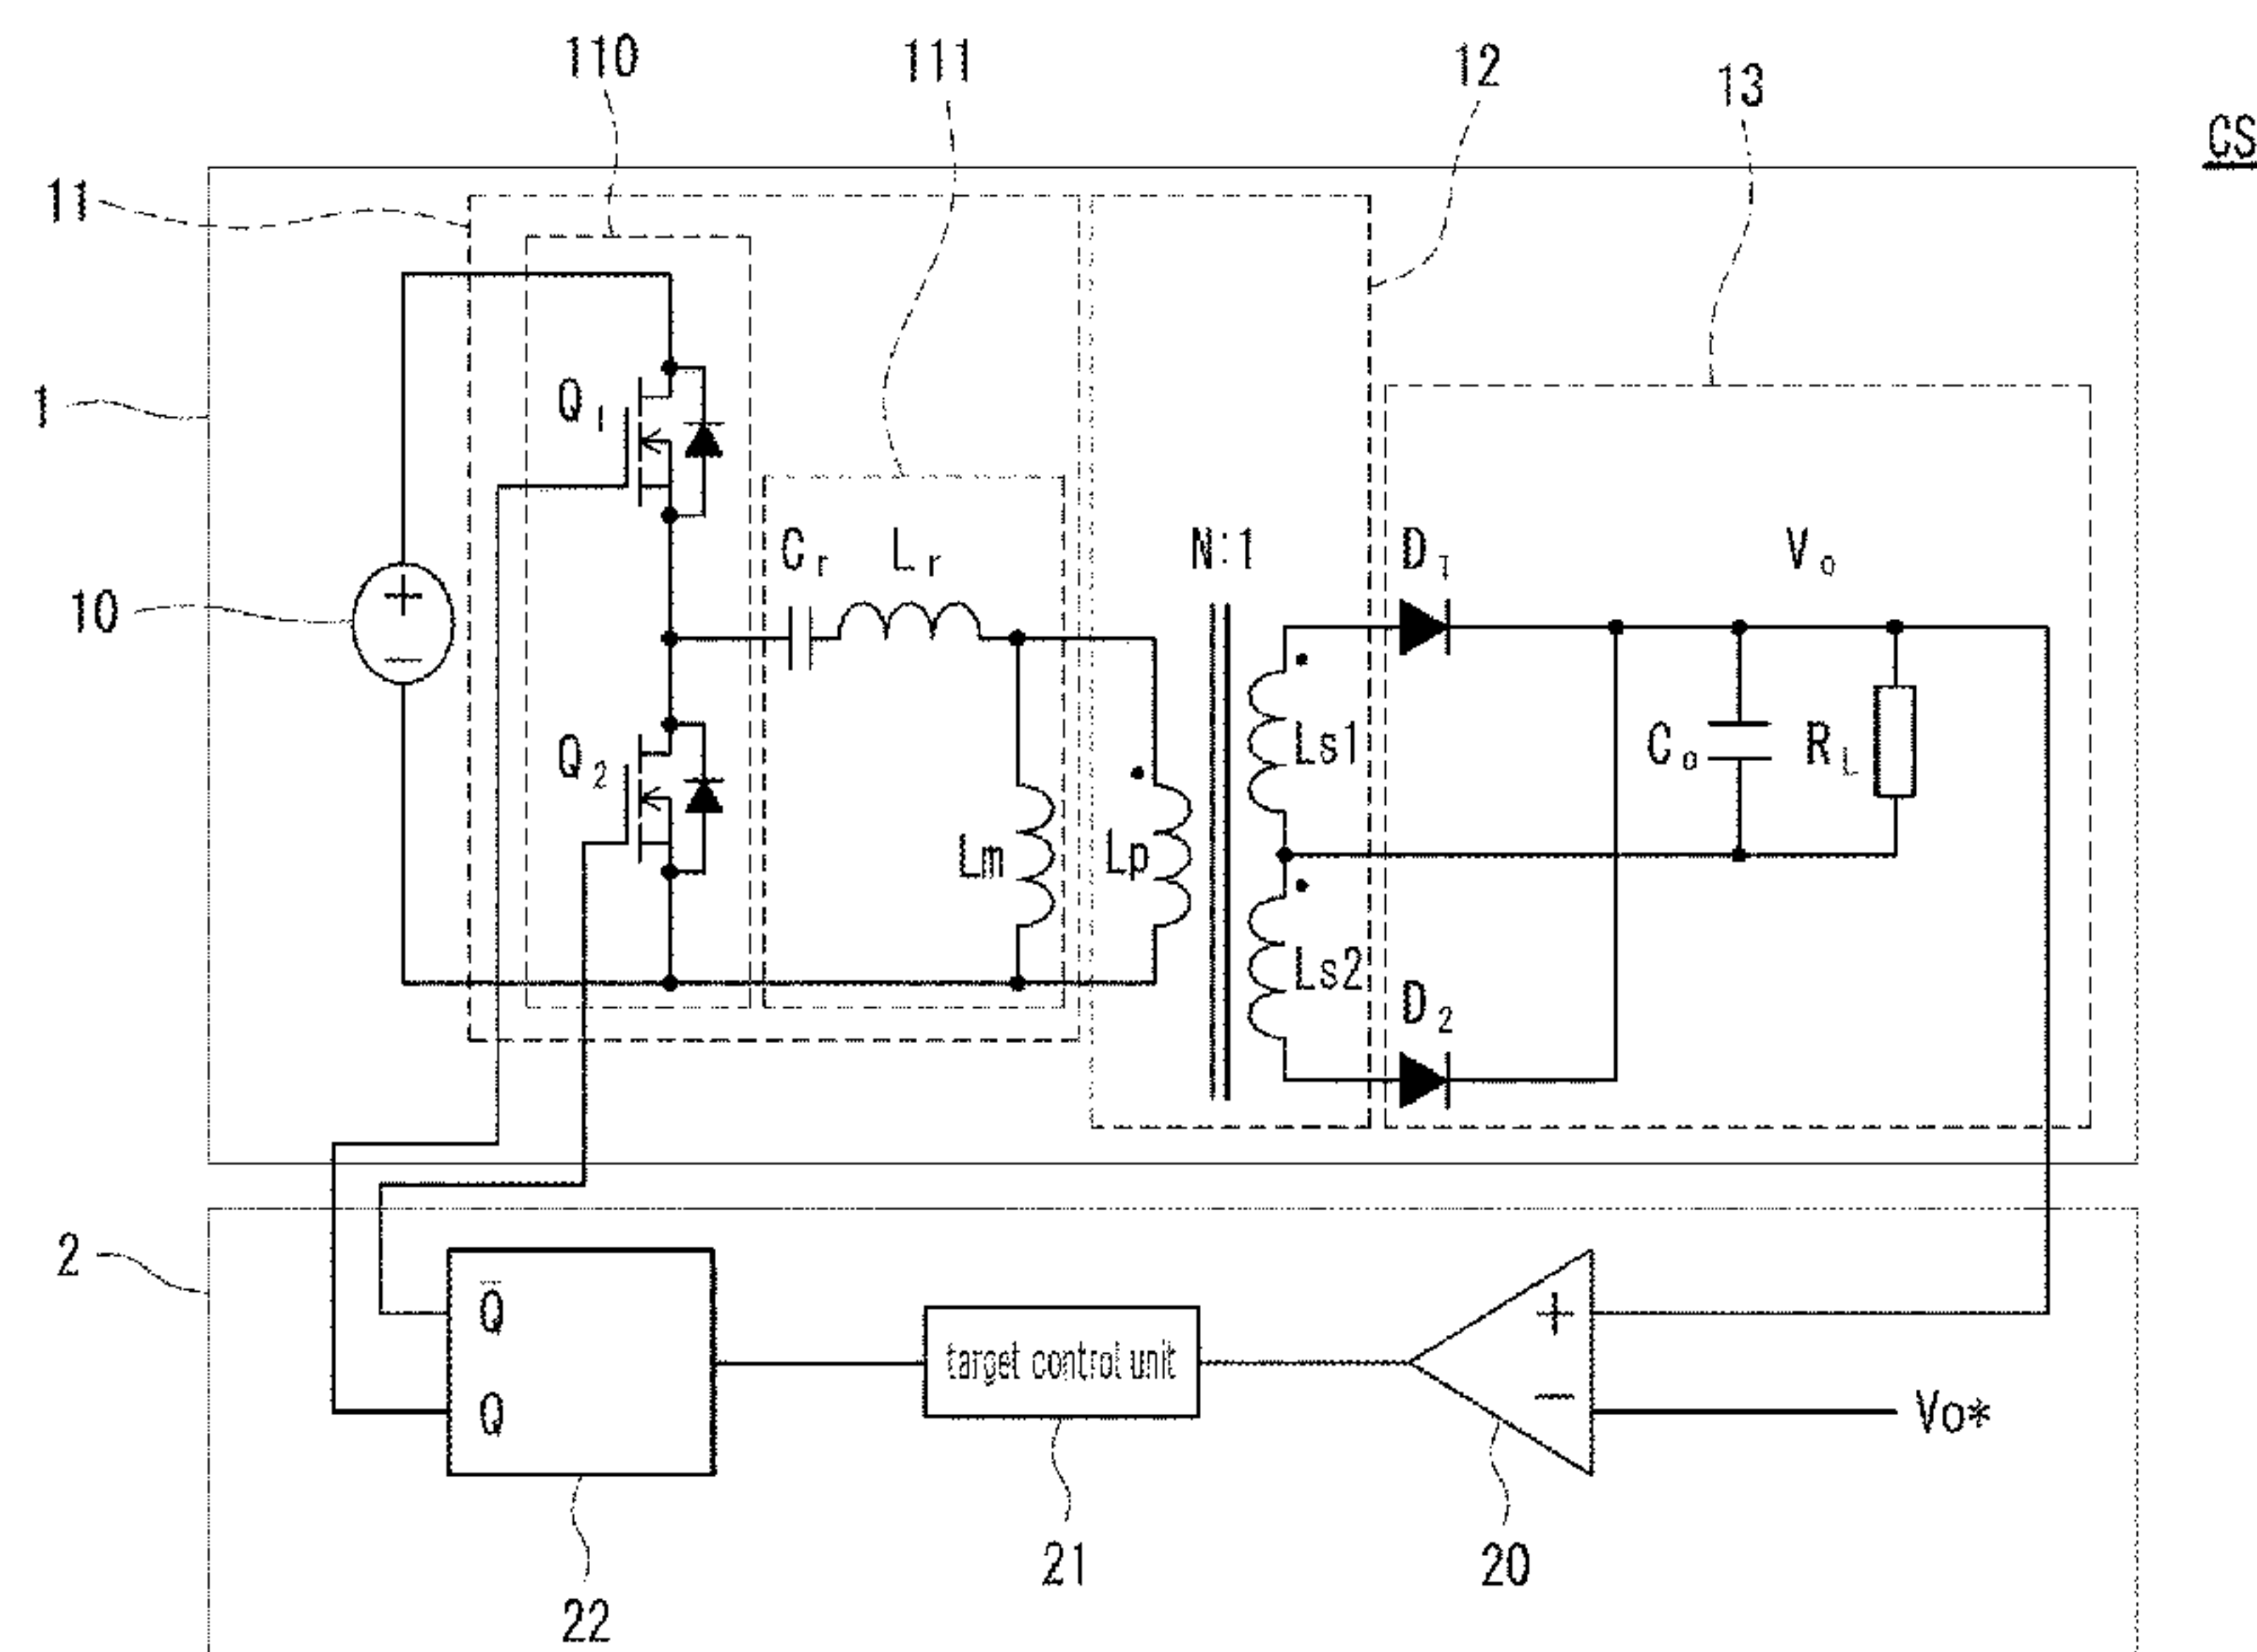 110
111
12
13
CS
11
1
10
Q1
Cr
Lr
N:1
D1
Vo
Q2
Ls1
Co
RL
Lm
Lp
Ls2
D2
2
Q̄
target control unit
Q
Vo*
22
21
20